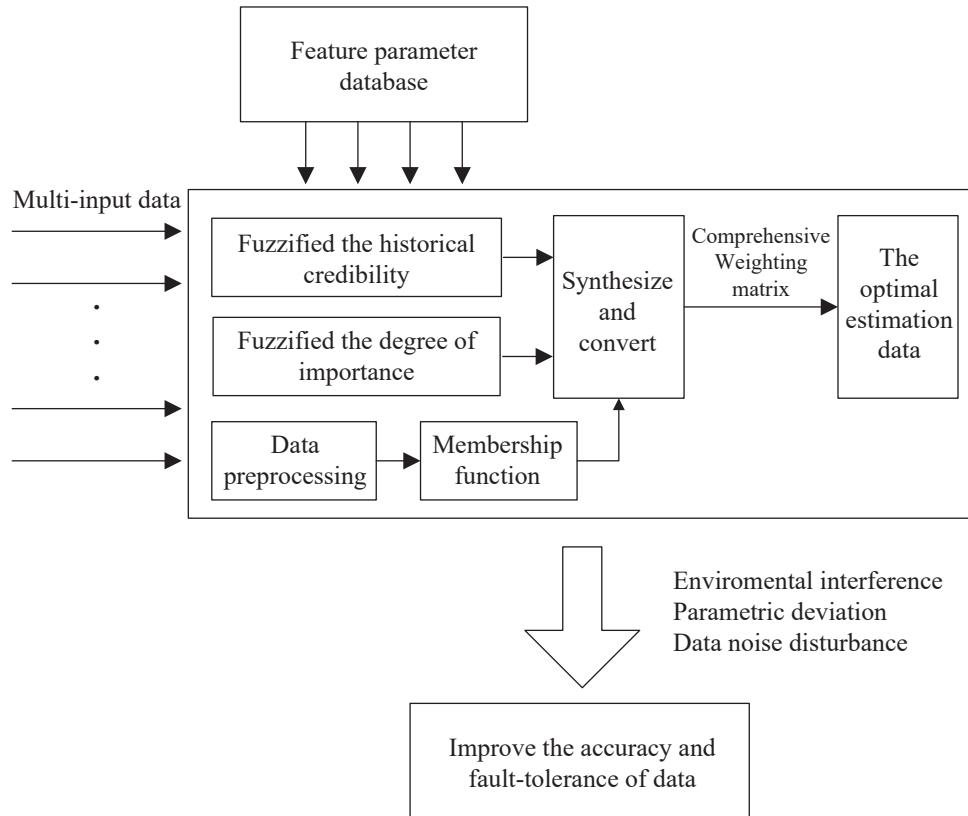 Feature parameter
database
Multi-input data
Fuzzified the historical
credibility
Fuzzified the degree of
importance
Data
preprocessing
Membership
function
Synthesize
and
convert
Comprehensive
Weighting
matrix
The
optimal
estimation
data
Enviromental interference
Parametric deviation
Data noise disturbance
Improve the accuracy and
fault-tolerance of data